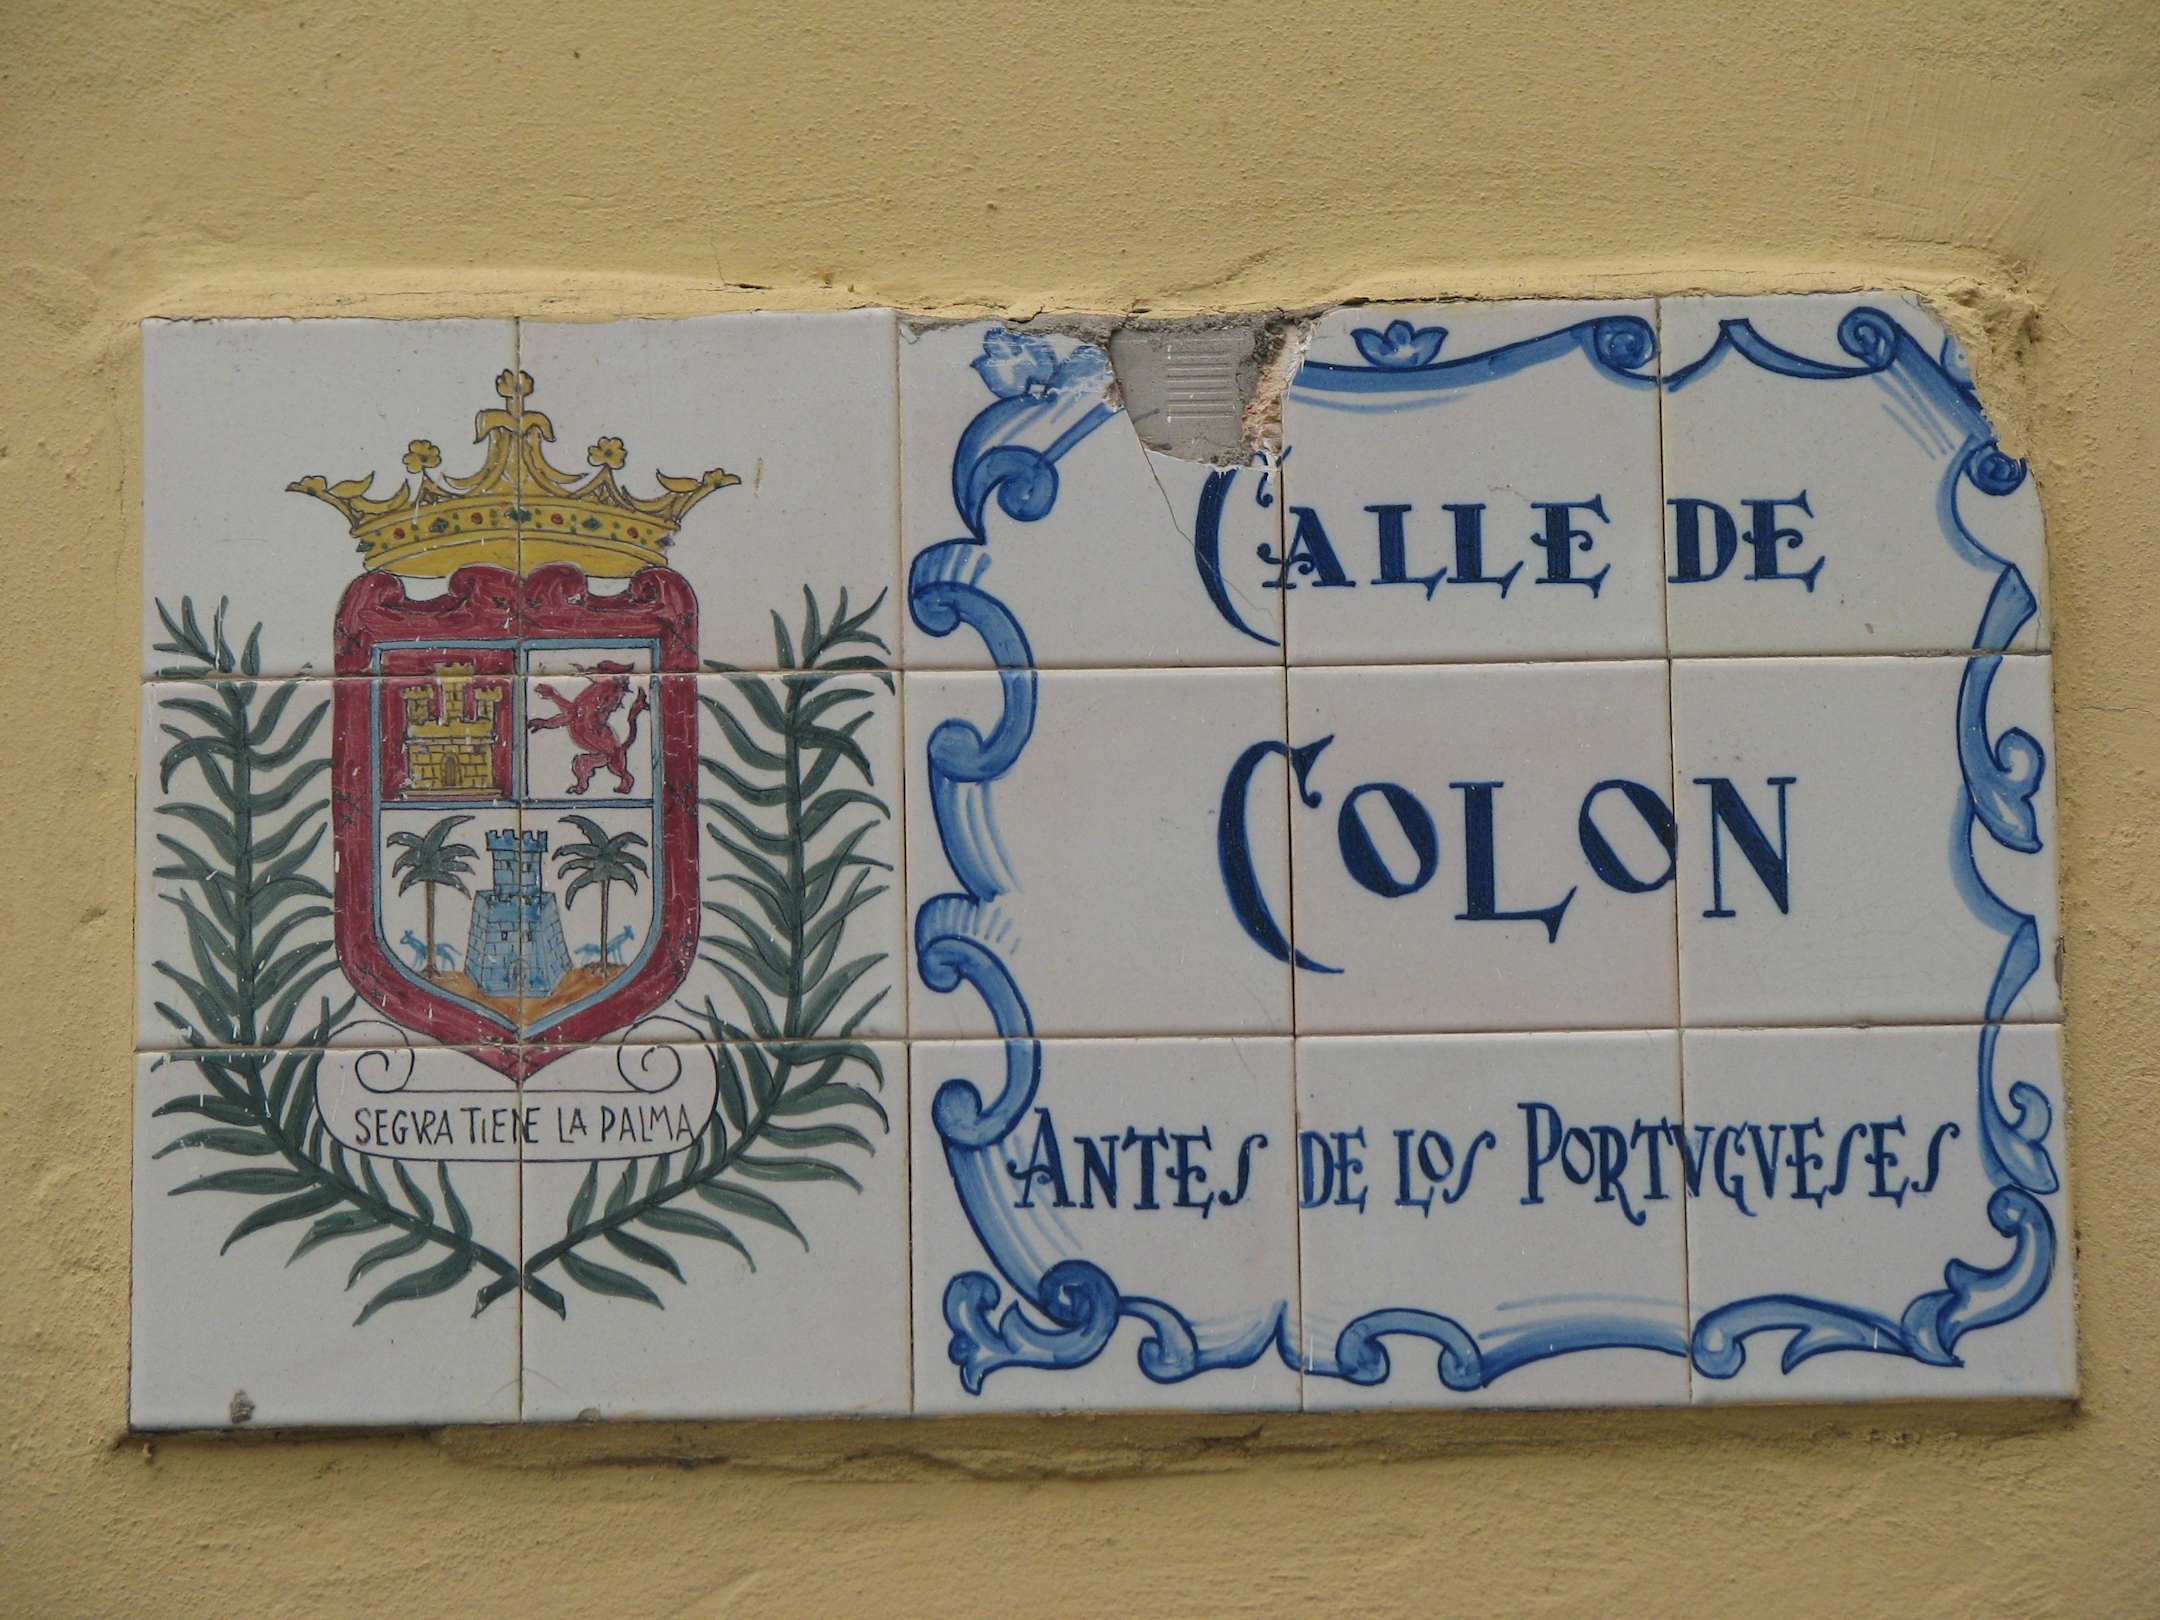 SEGVRA TIENE LA PALMA
CALLE DE
COLON
ANTES DE LOS PORTVGVESES